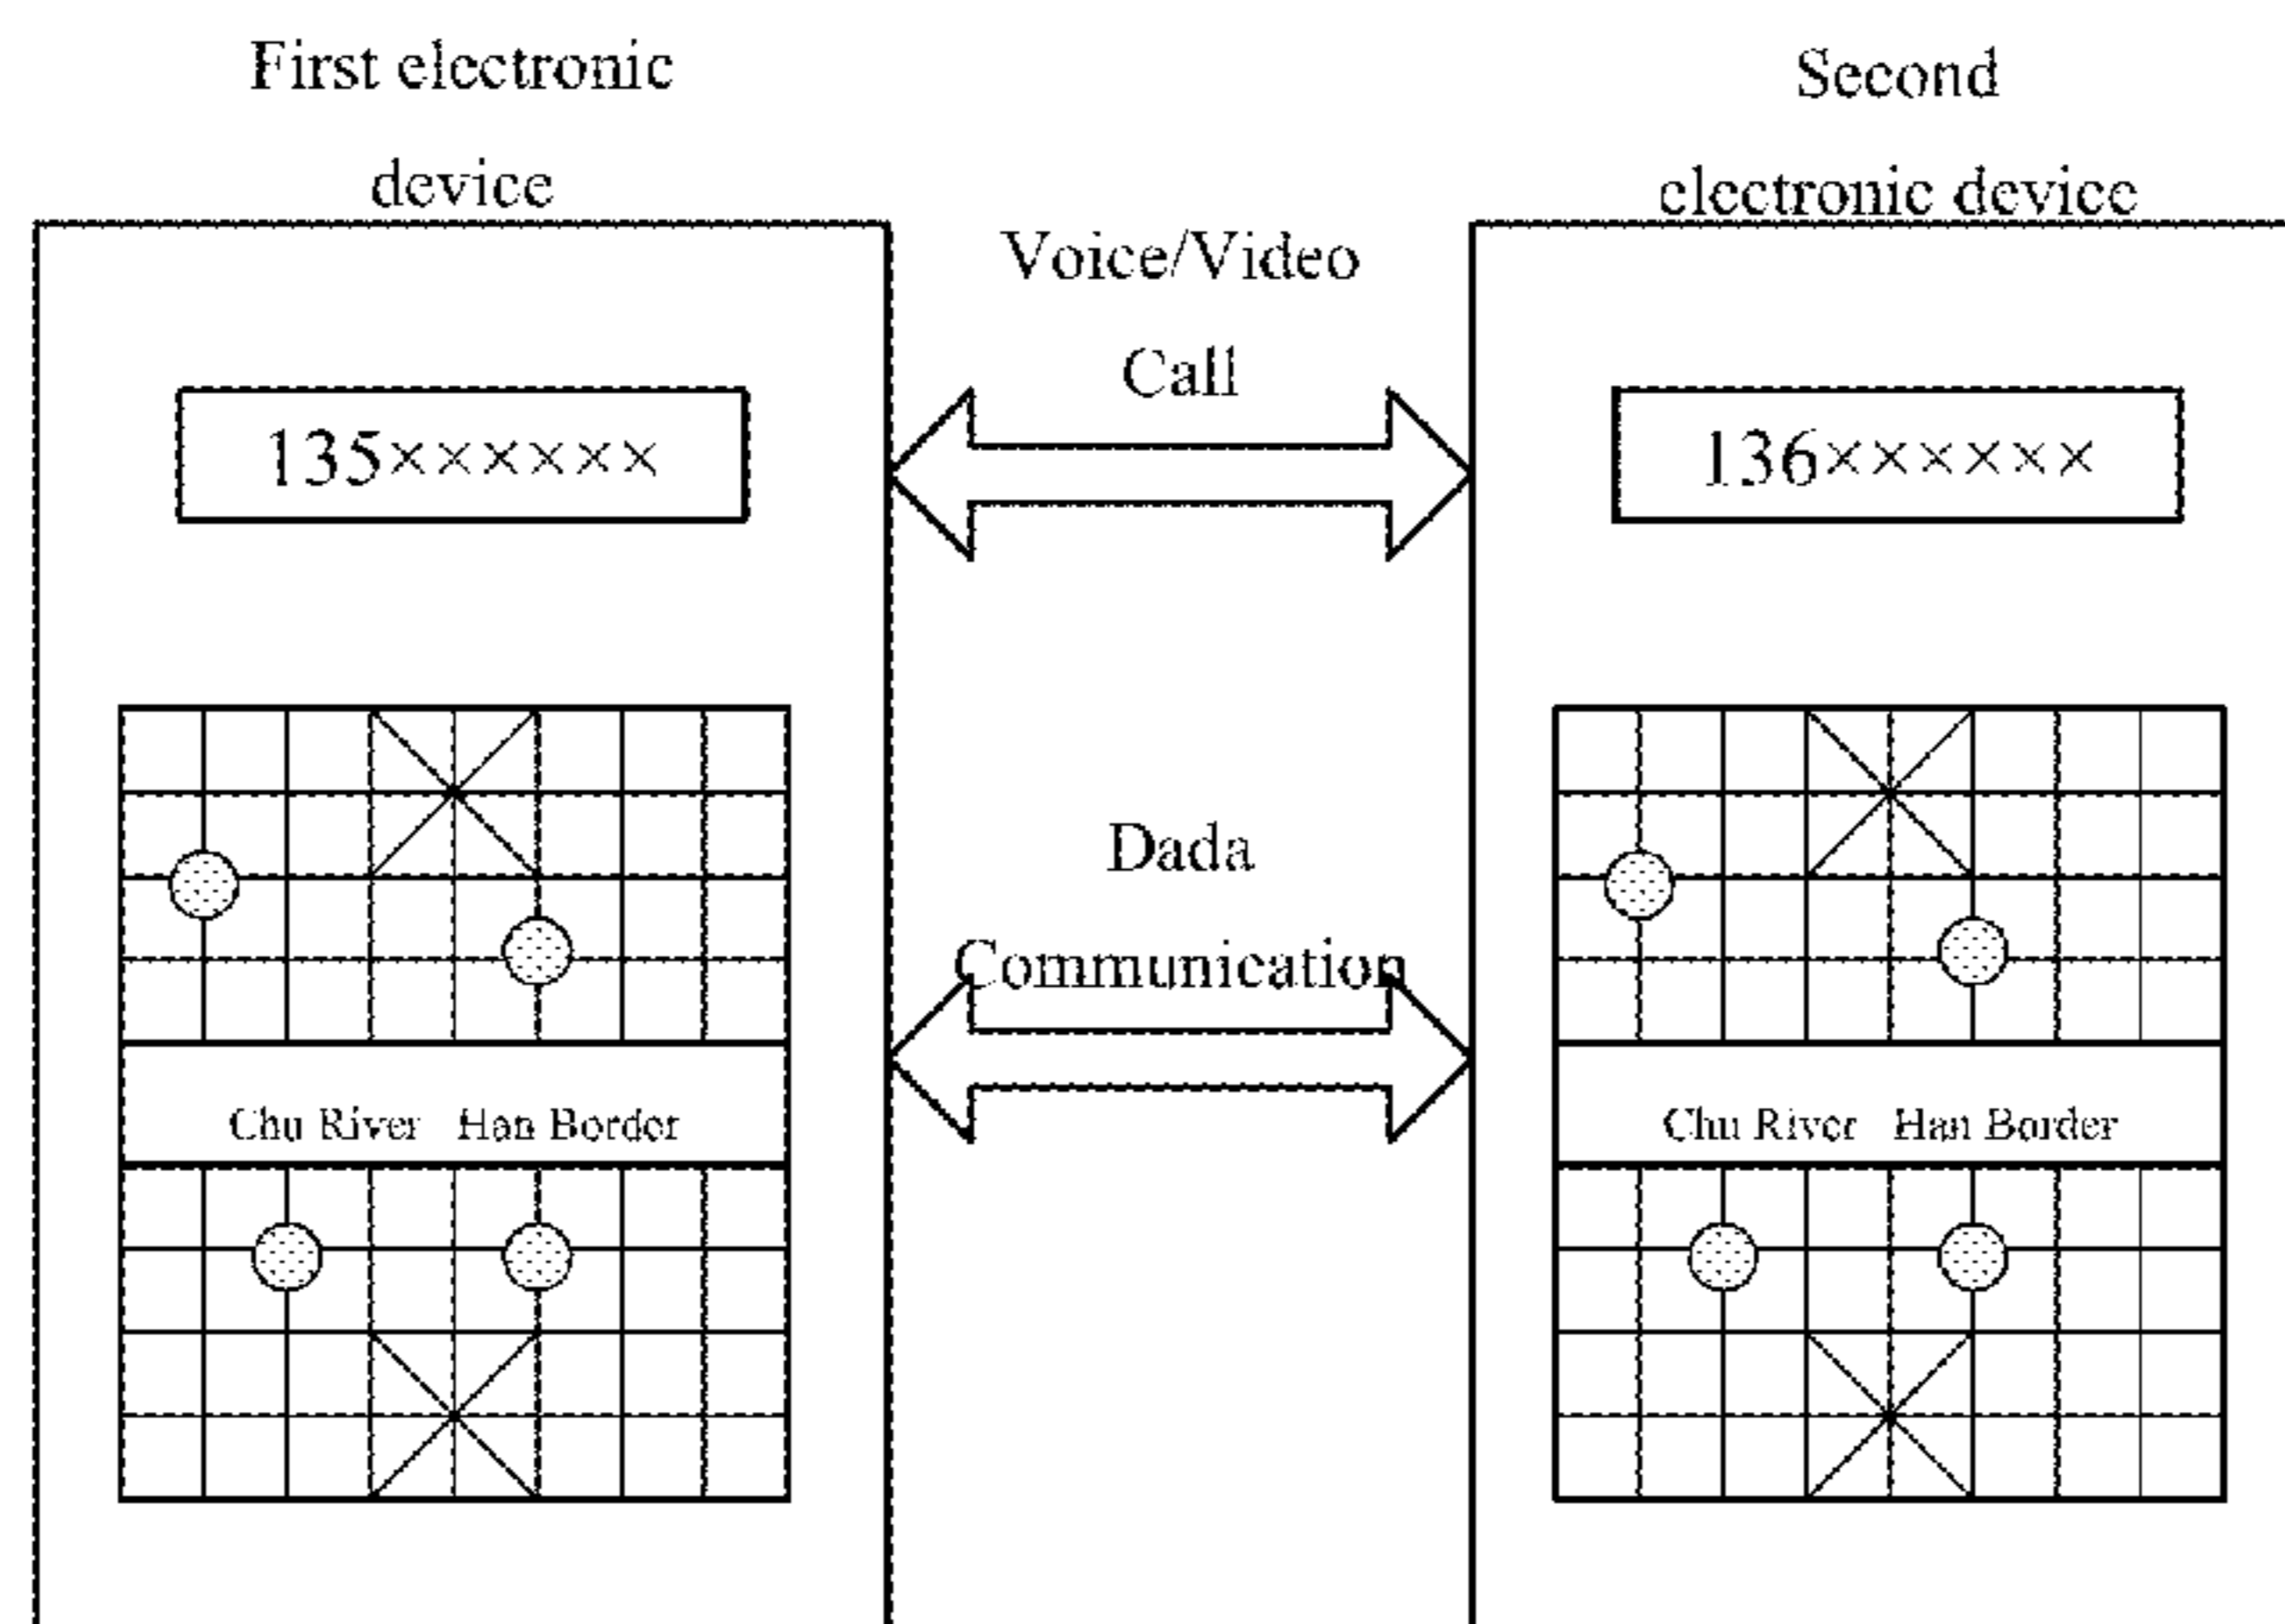 First electronic
device
Second
electronic device
Voice/Video
Call
135××××××
136××××××
Dada
Communication
Chu River Han Border
Chu River Han Border